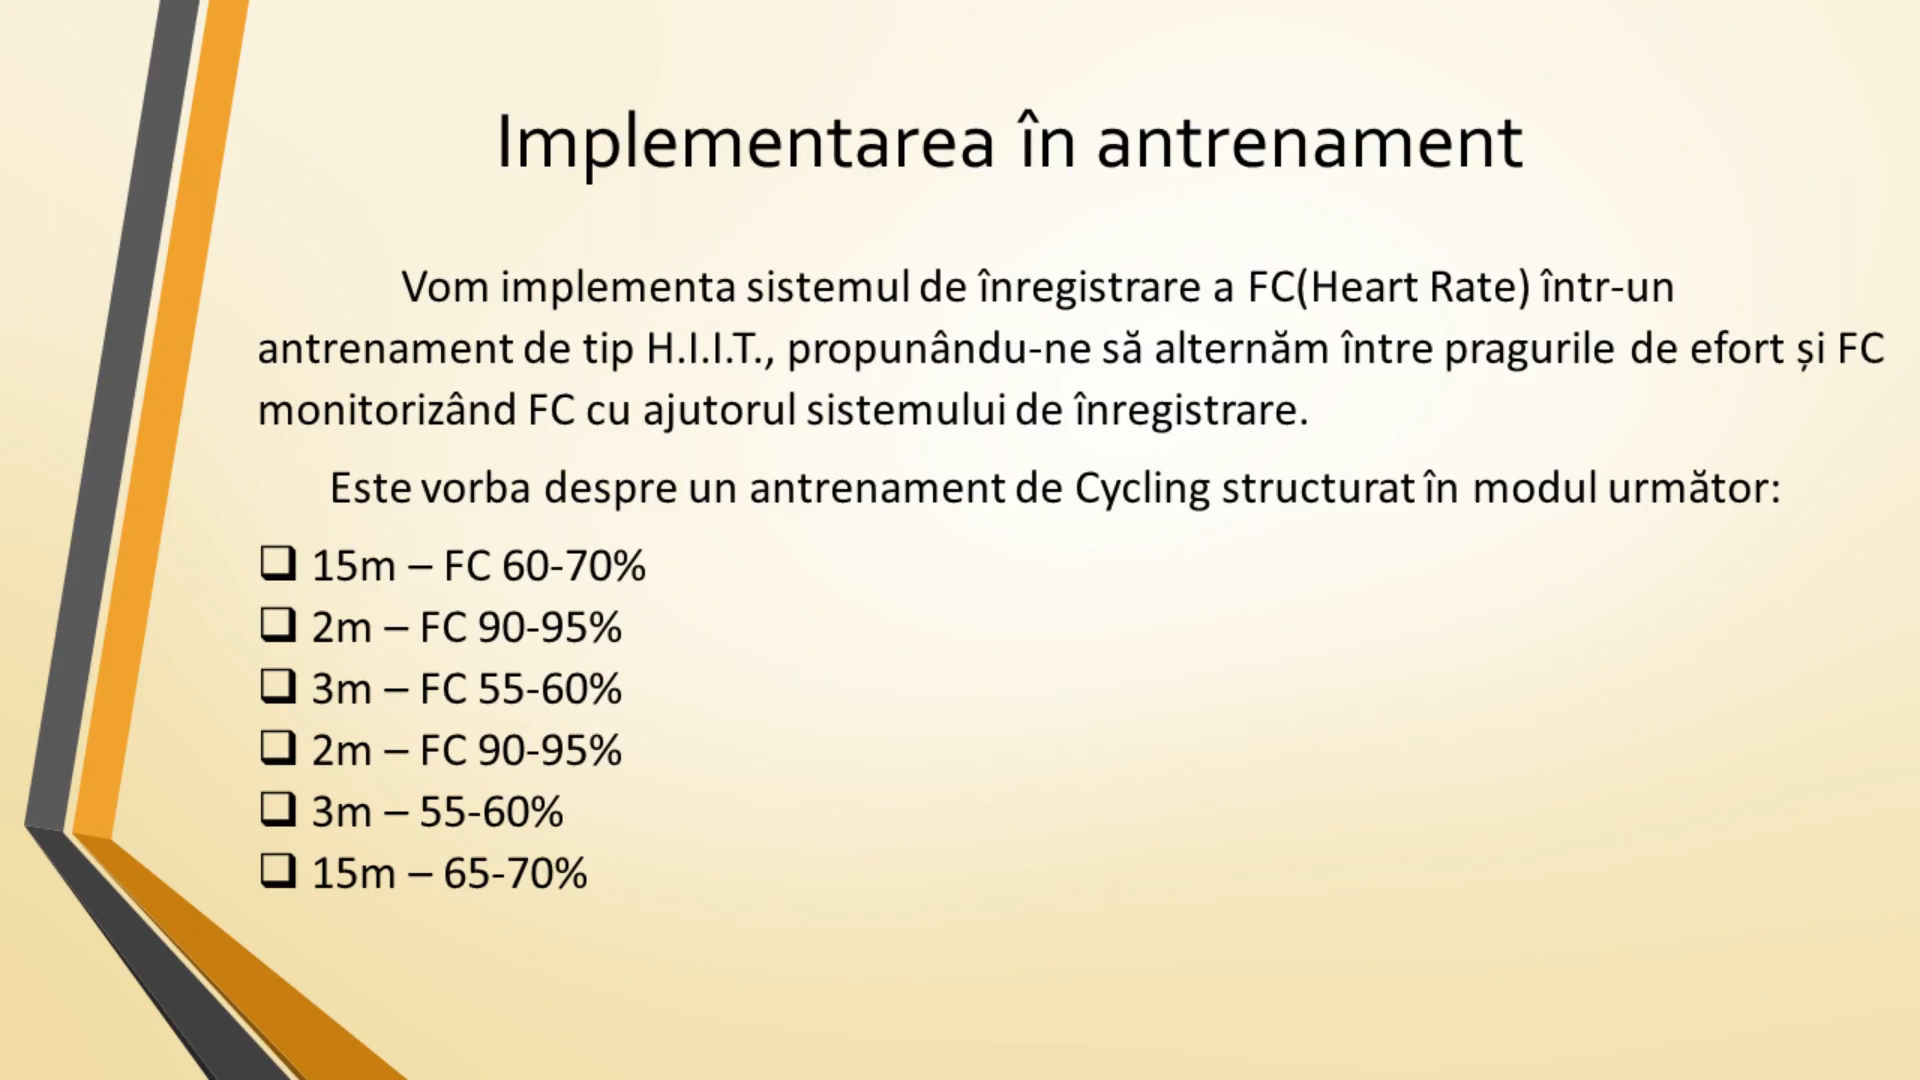 Implementarea în antrenament
Vom implementa sistemul de înregistrare a FC(Heart Rate) într-un
antrenament de tip H.I.I.T., propunându-ne să alternăm între pragurile de efort și FC
monitorizând FC cu ajutorul sistemului de înregistrare.
Este vorba despre un antrenament de Cycling structurat în modul următor:
❑ 15m – FC 60-70%
❑ 2m – FC 90-95%
❑ 3m – FC 55-60%
❑ 2m – FC 90-95%
❑ 3m – 55-60%
❑ 15m – 65-70%